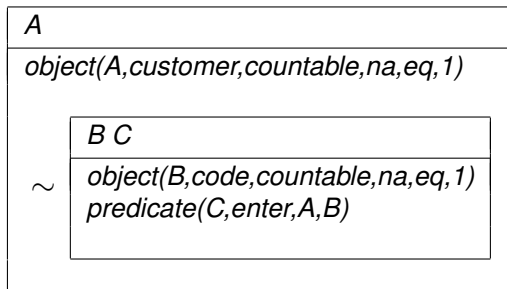 A
object(A,customer,countable,na,eq,1)
B C
∼
object(B,code,countable,na,eq,1)
predicate(C,enter,A,B)